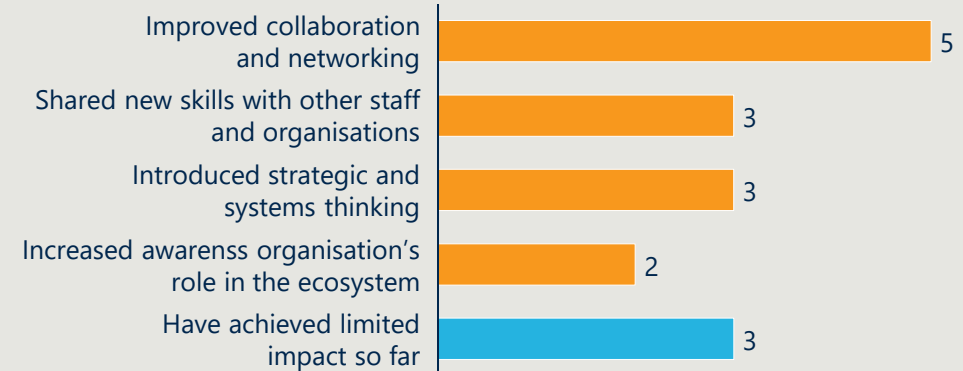 Improved collaboration
and networking
5
Shared new skills with other staff
and organisations
3
Introduced strategic and
systems thinking
3
Increased awarenss organisation’s
role in the ecosystem
2
Have achieved limited
impact so far
3